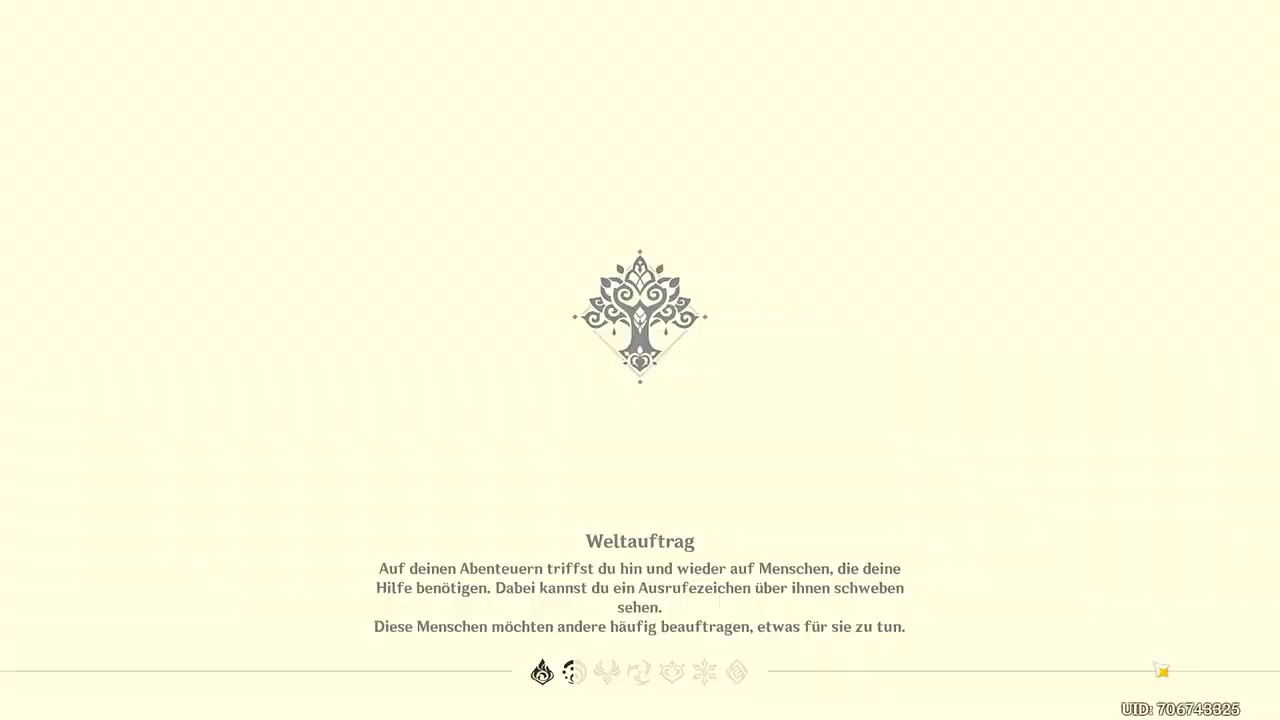 Weltauftrag
Auf deinen Abenteuern triffst du hin und wieder auf Menschen, die deine
Hilfe benötigen. Dabei kannst du ein Ausrufezeichen über ihnen schweben
sehen.
Diese Menschen möchten andere häufig beauftragen, etwas für sie zu tun.
UID: 706743325